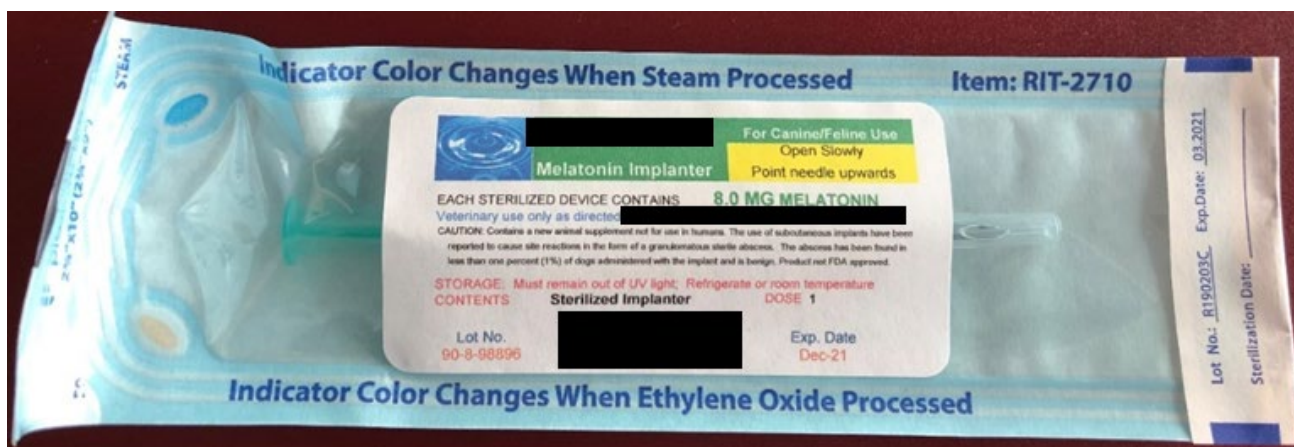 Indicator Color Changes When Steam Processed
Item: RIT-2710
STEAM
For Canine/Feline Use
Open Slowly
Melatonin Implanter
Point needle upwards
EACH STERILIZED DEVICE CONTAINS 8.0 MG MELATONIN
Veterinary use only as directed
CAUTION: Contains a new animal supplement not for use in humans. The use of subcutaneous implants have been
reported to cause site reactions in the form of a granulomatous sterile abscess. The abscess has been found in
less than one percent (1%) of dogs administered with the implant and is benign. Product not FDA approved.
STORAGE: Must remain out of UV light; Refrigerate or room temperature
CONTENTS Sterilized Implanter DOSE 1
Lot No.
90-8-98896
Exp. Date
Dec-21
Indicator Color Changes When Ethylene Oxide Processed
Lot No.: R190203C Exp.Date: 03.2021
Sterilization Date: